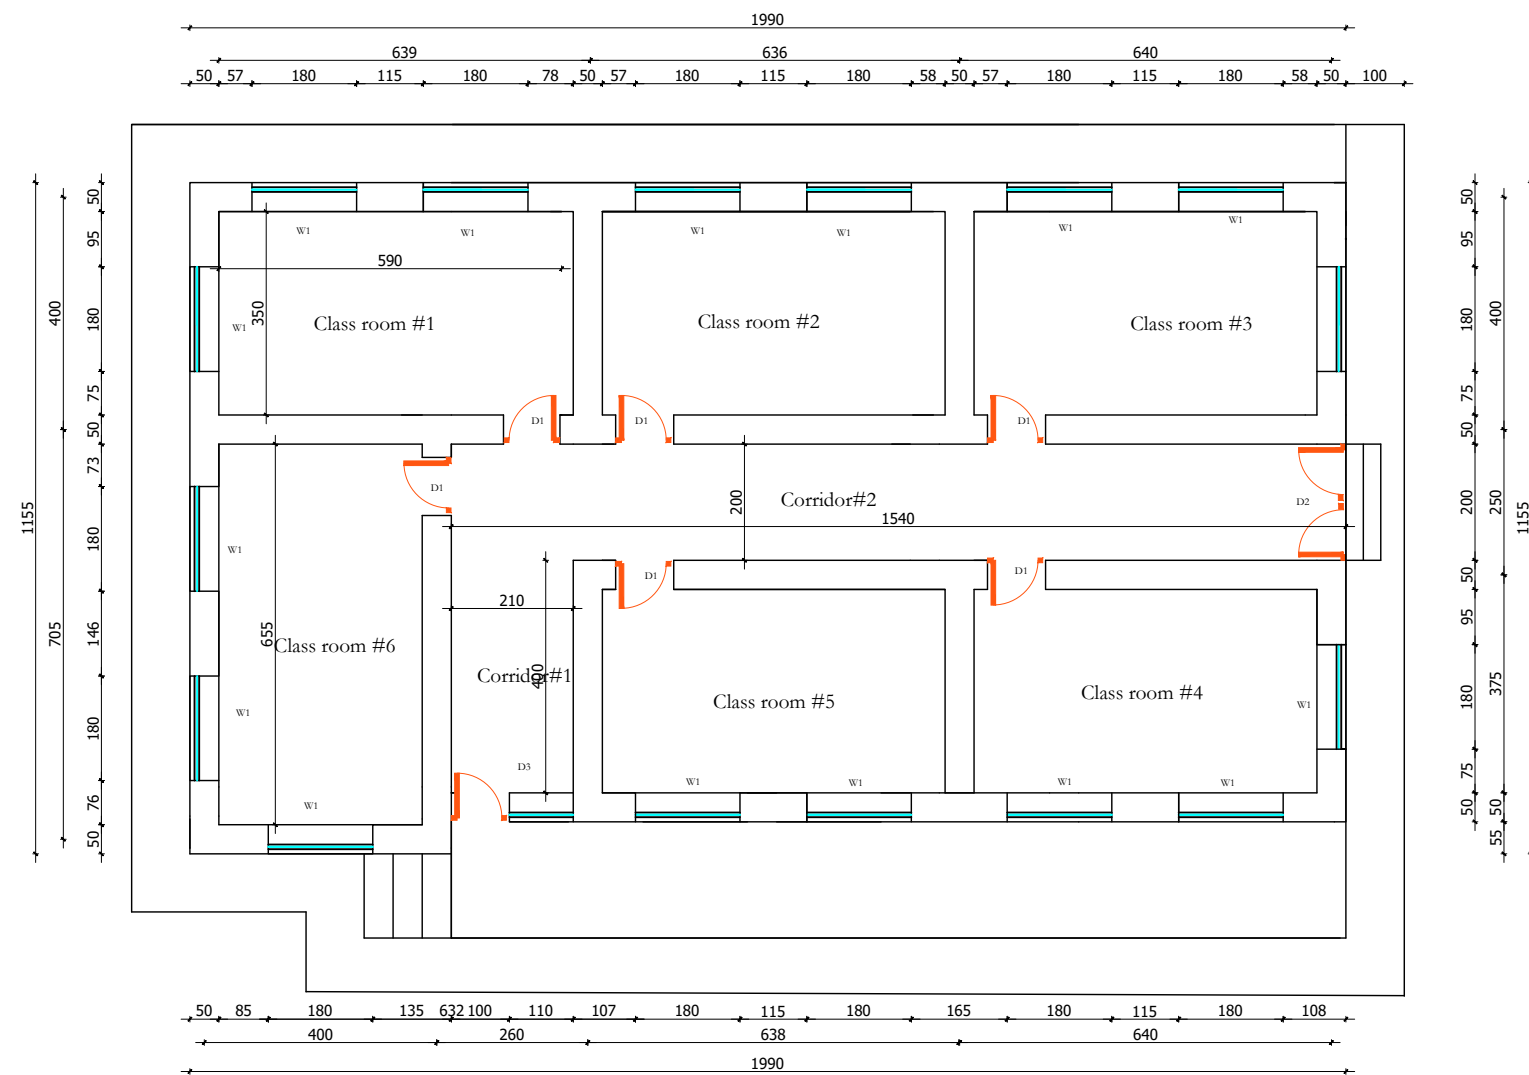 1990
639 636 640
50 57 180 115 180 78 50 57 180 115 180 58 50 57 180 115 180 58 50 100
50 95 180 75 50 73 180 146 180 76 50
400 705
1155
50 95 180 75 50 200 50 95 180 75 50
400 250 375 50 55
1155
W1 W1 W1 W1 W1 W1
590
350
W1
Class room #1 Class room #2 Class room #3
D1 D1 D1
D1
200
Corridor#2
D2
1540
W1
D1 D1
210
655
Class room #6
Corridor#1
400
Class room #5
Class room #4
W1
W1
D3
W1
W1 W1 W1 W1
50 85 180 135 632 100 110 107 180 115 180 165 180 115 180 108
400 260 638 640
1990